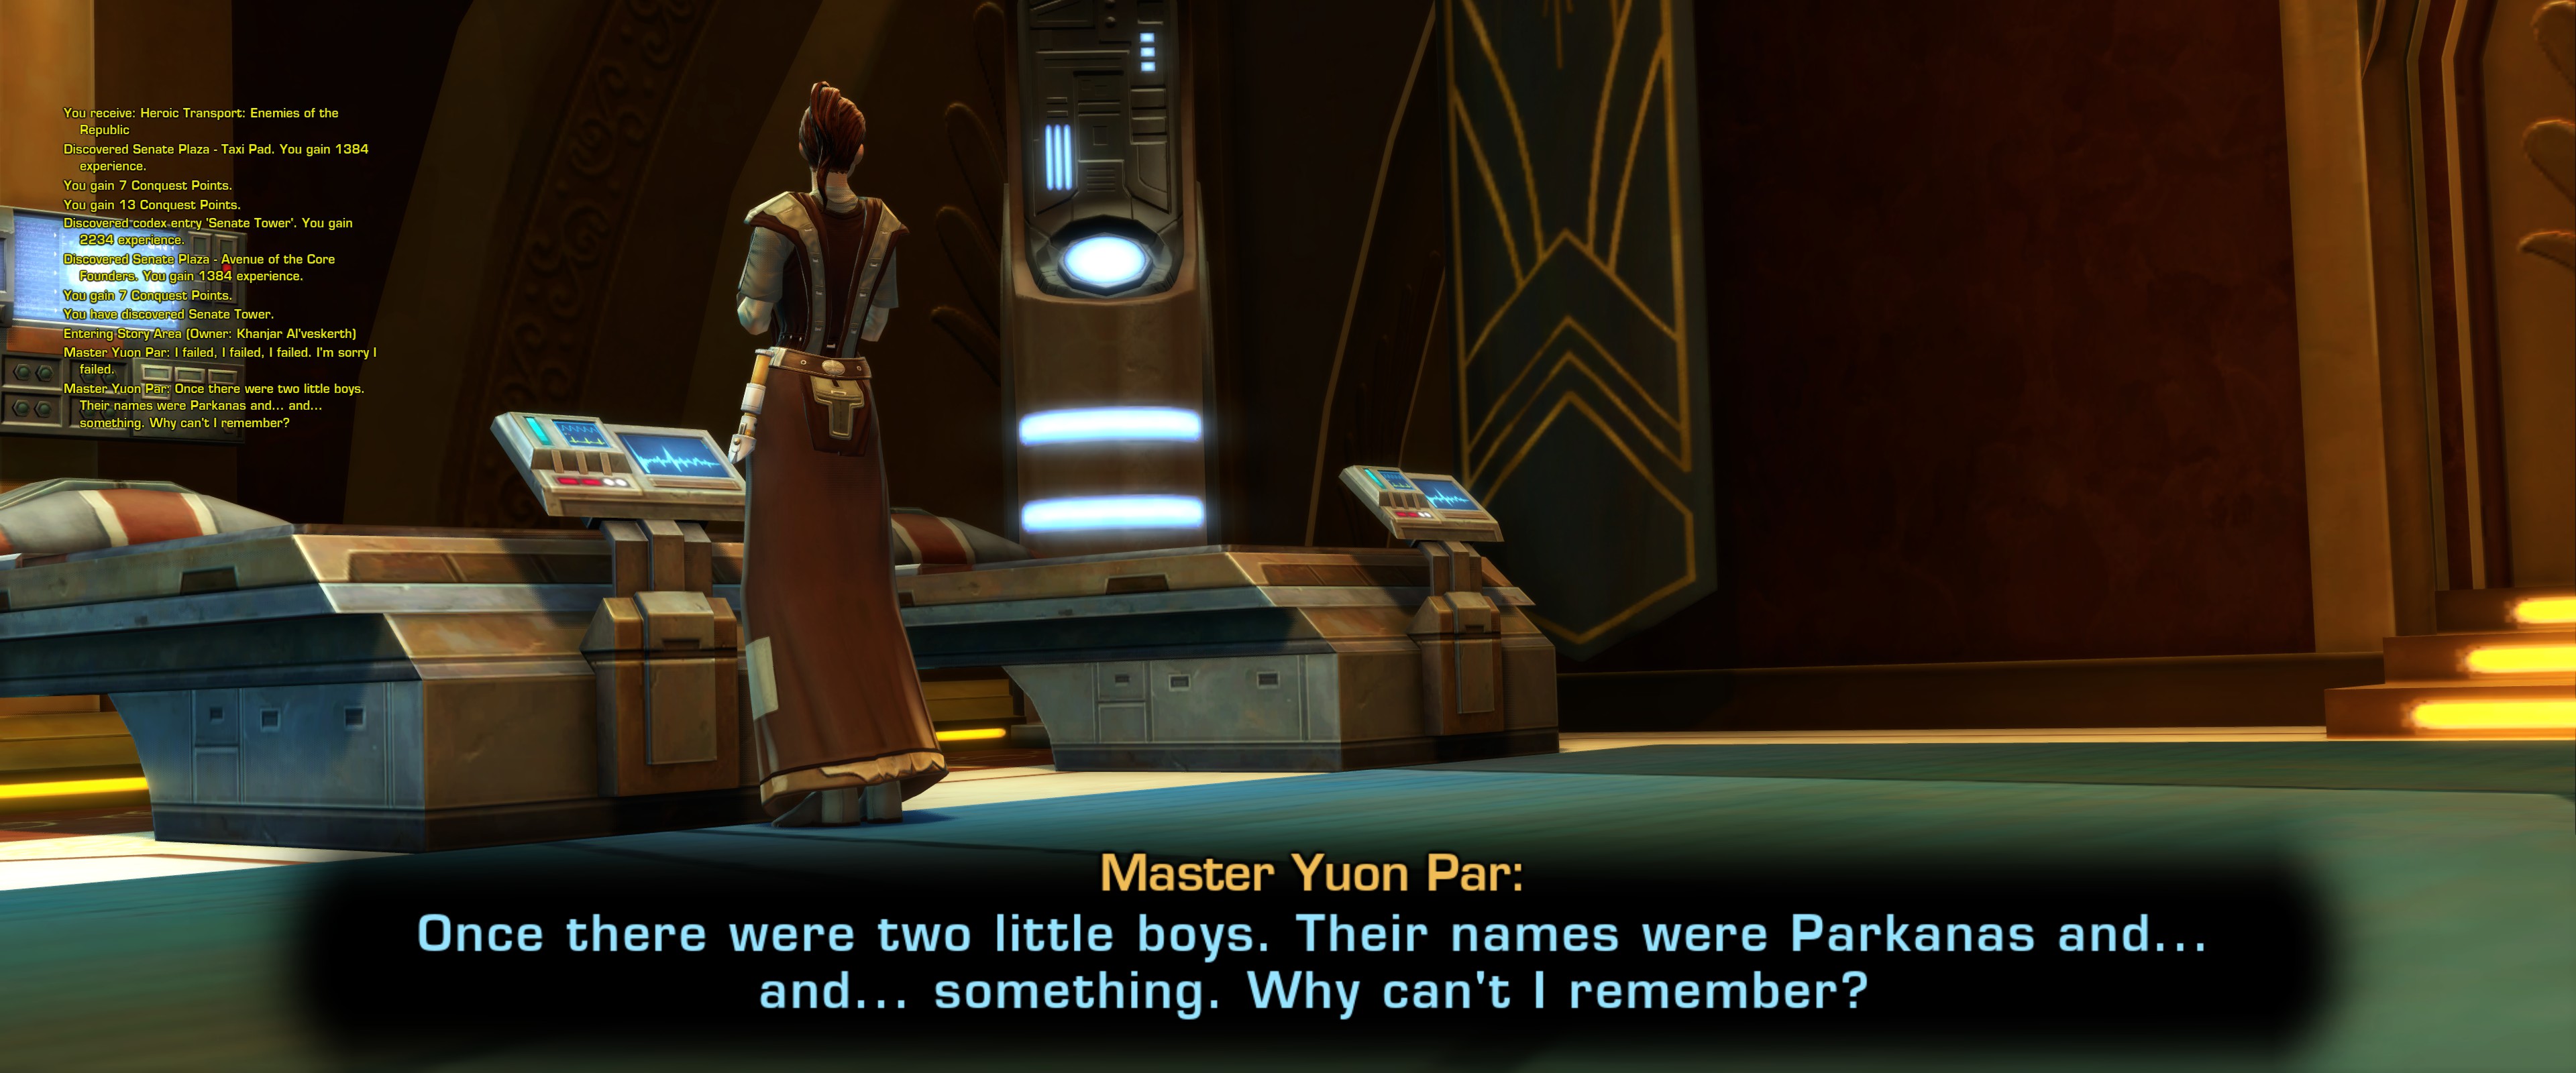 You receive: Heroic Transport: Enemies of the
Republic
Discovered Senate Plaza - Taxi Pad. You gain 1384
experience.
You gain 7 Conquest Points.
You gain 13 Conquest Points.
Discovered codex entry 'Senate Tower'. You gain
2234 experience.
Discovered Senate Plaza - Avenue of the Core
Founders. You gain 1384 experience.
You gain 7 Conquest Points.
You have discovered Senate Tower.
Entering Story Area (Owner: Khanjar Al'veskerth)
Master Yuon Par: I failed, I failed, I failed. I'm sorry I
failed.
Master Yuon Par: Once there were two little boys.
Their names were Parkanas and... and...
something. Why can't I remember?
Master Yuon Par:
Once there were two little boys. Their names were Parkanas and...
and... something. Why can't I remember?